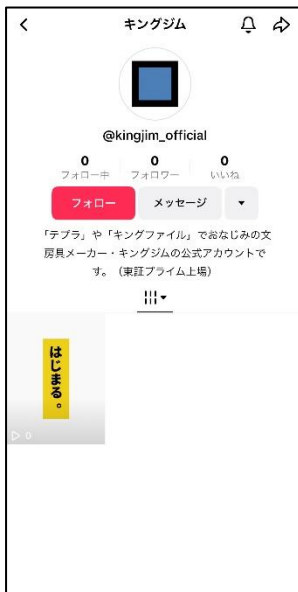 キングジム
@kingjim_official
0 0 0
フォロー中 フォロワー いいね
フォロー メッセージ
「テプラ」や「キングファイル」でおなじみの文
房具メーカー・キングジムの公式アカウントで
す。（東証プライム上場）
はじまる。
0